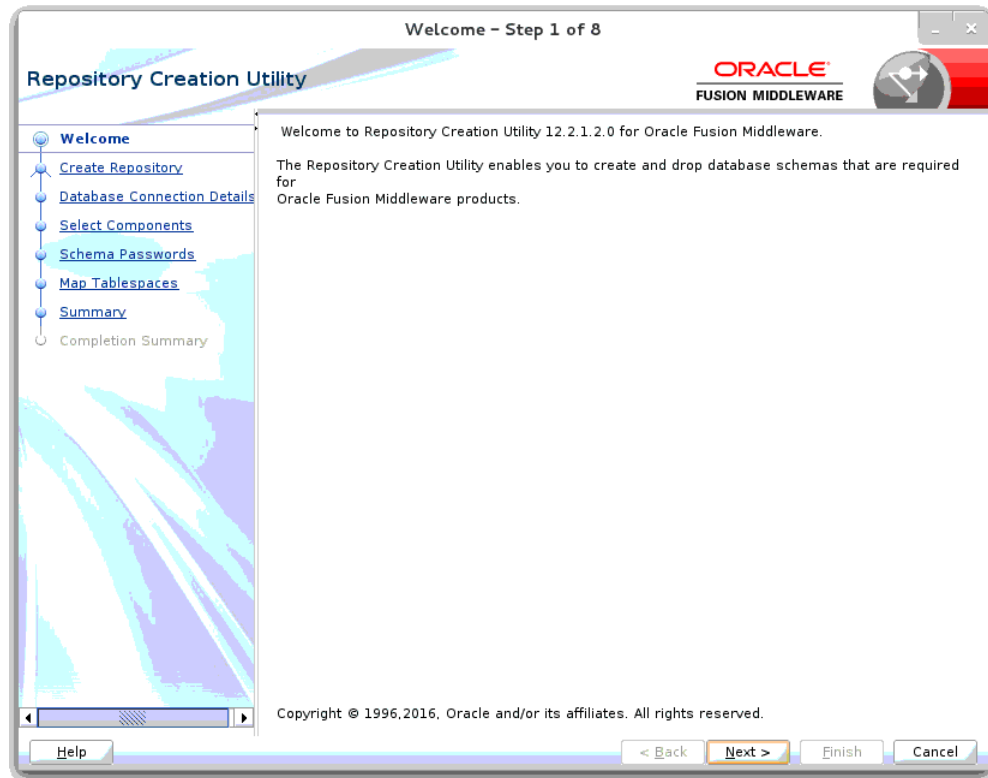 Welcome - Step 1 of 8
Repository Creation Utility
ORACLE
FUSION MIDDLEWARE
Welcome
Create Repository
Database Connection Details
Select Components
Schema Passwords
Map Tablespaces
Summary
Completion Summary
Welcome to Repository Creation Utility 12.2.1.2.0 for Oracle Fusion Middleware.
The Repository Creation Utility enables you to create and drop database schemas that are required
for
Oracle Fusion Middleware products.
Copyright © 1996,2016, Oracle and/or its affiliates. All rights reserved.
Help
< Back
Next >
Finish
Cancel